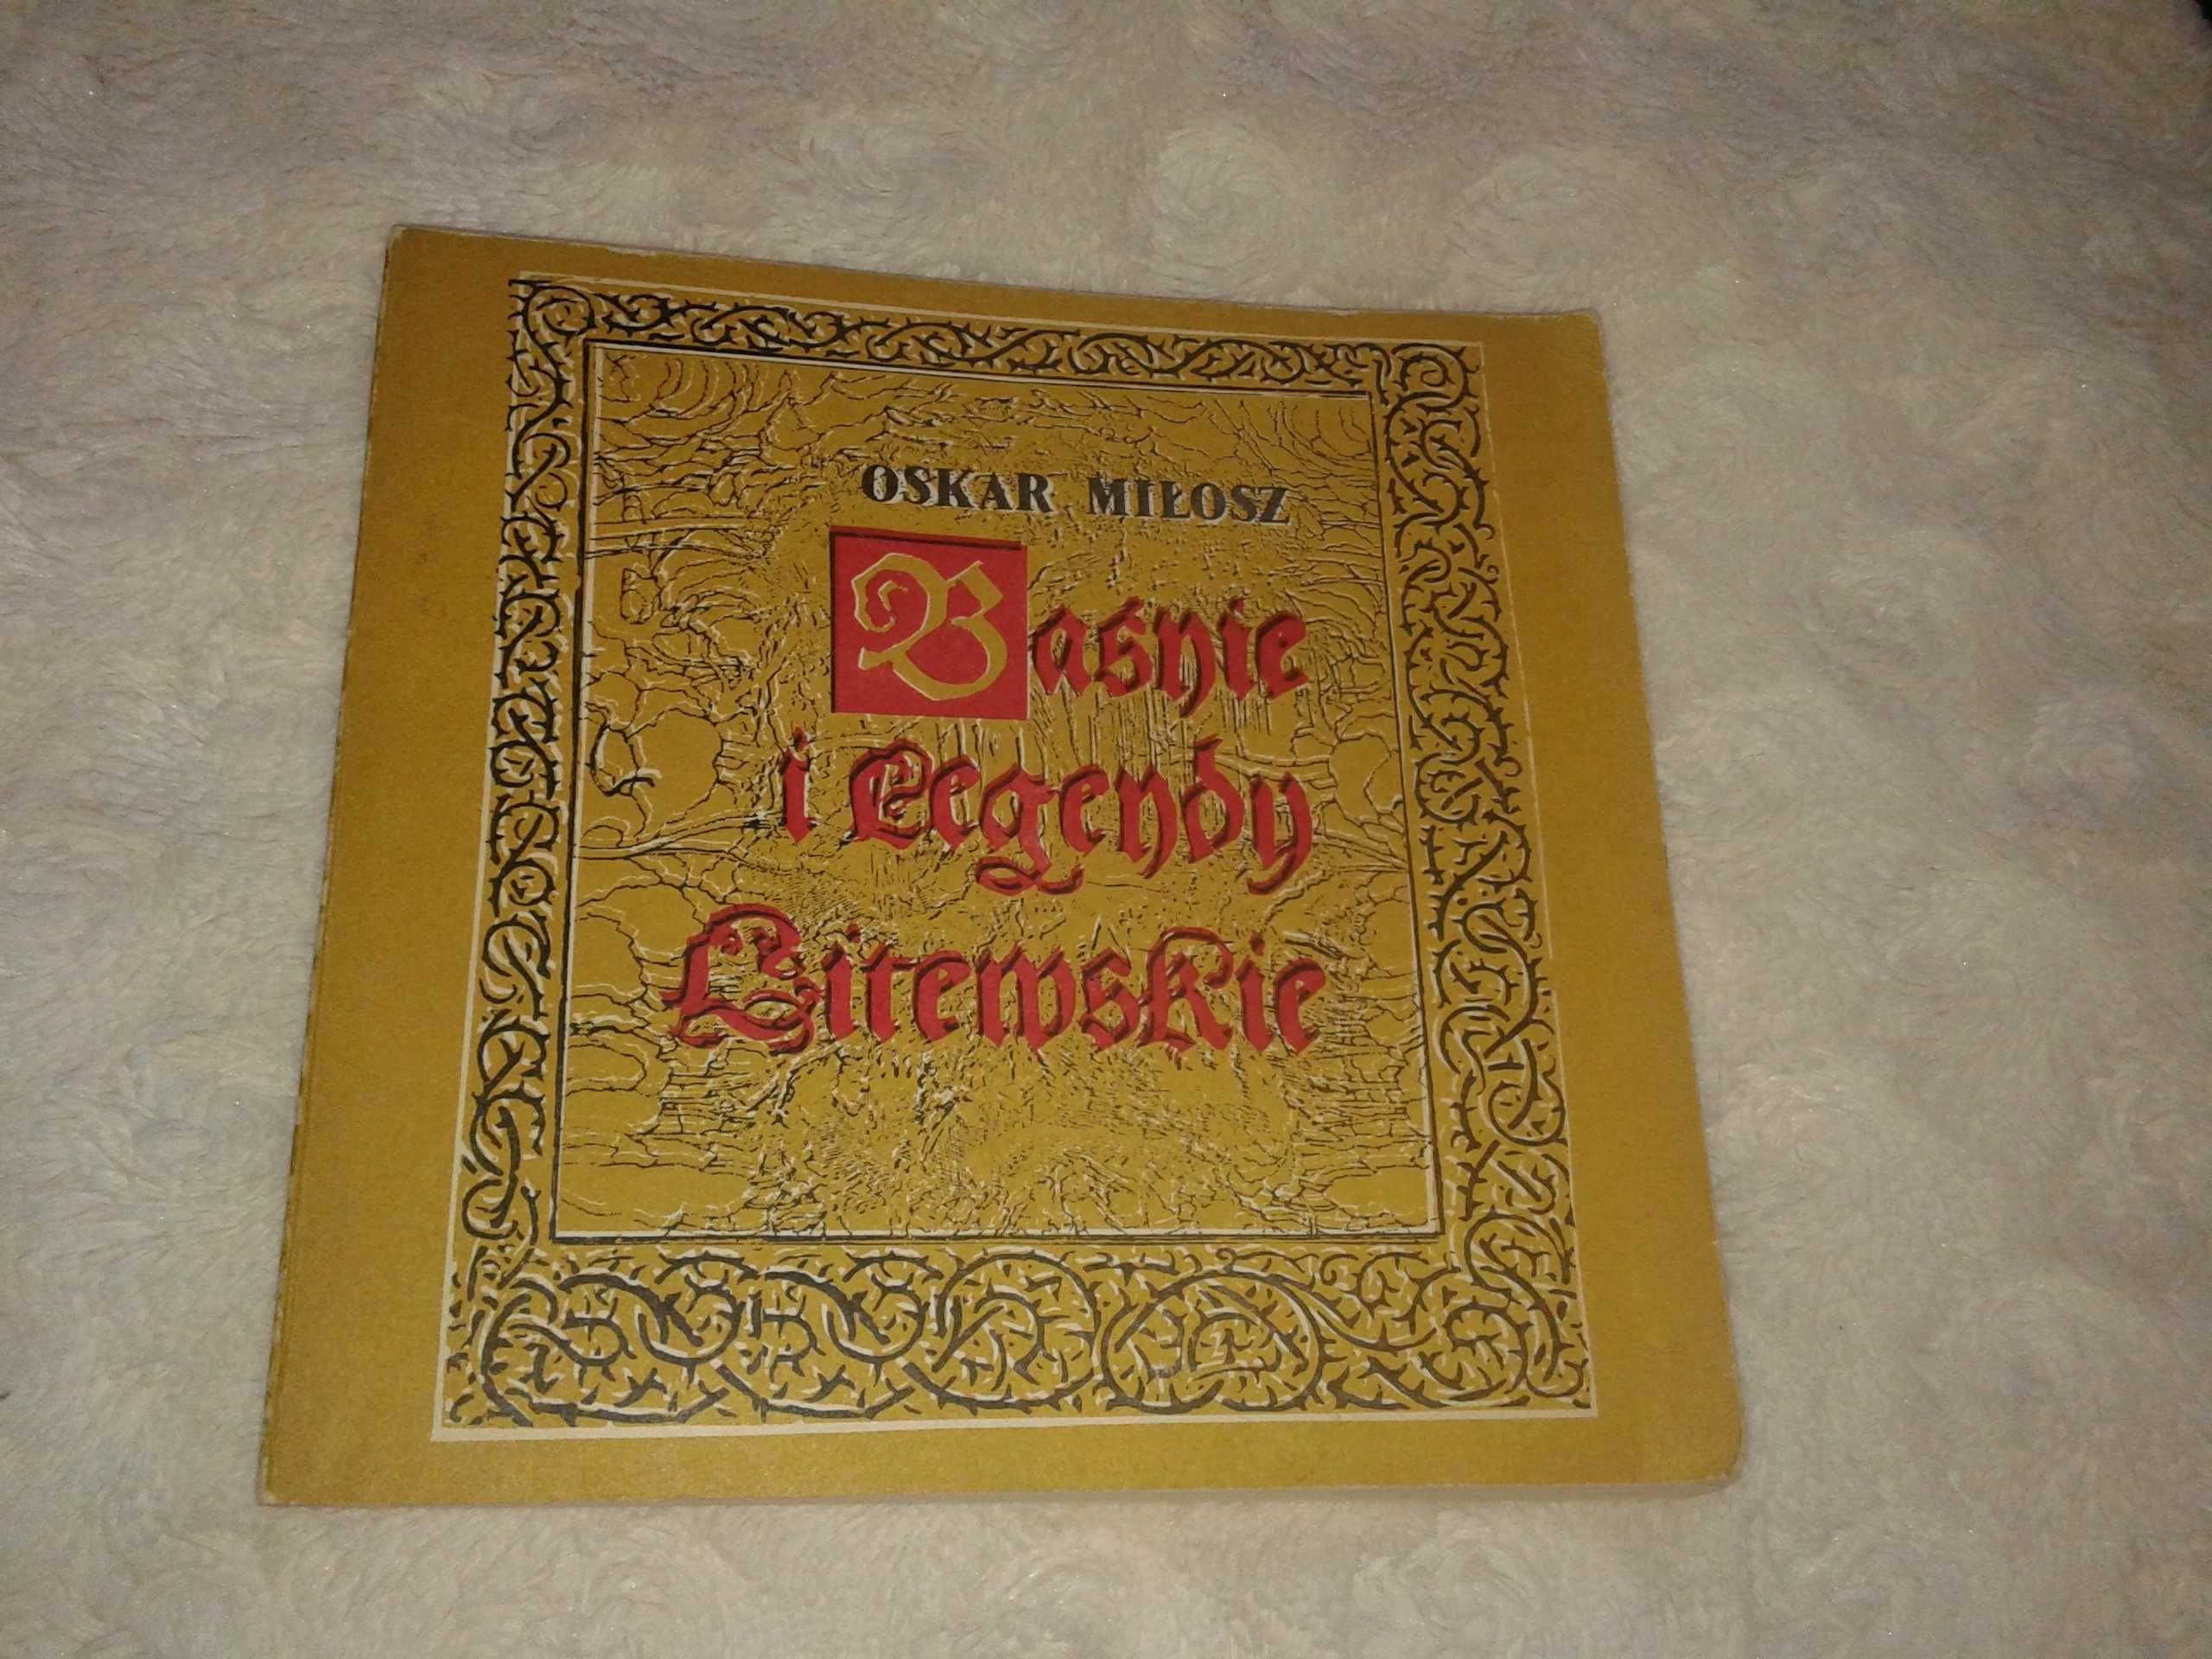 OSKAR MIŁOSZ
Baśnie
i Legendy
Litewskie